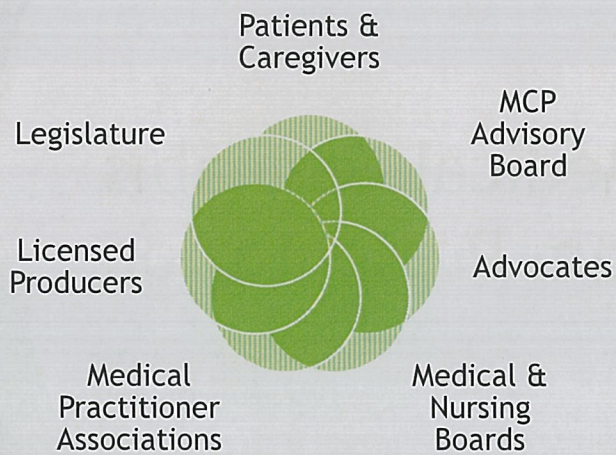 Patients &
Caregivers
MCP
Advisory
Board
Legislature
Licensed
Producers
Advocates
Medical
Practitioner
Associations
Medical &
Nursing
Boards